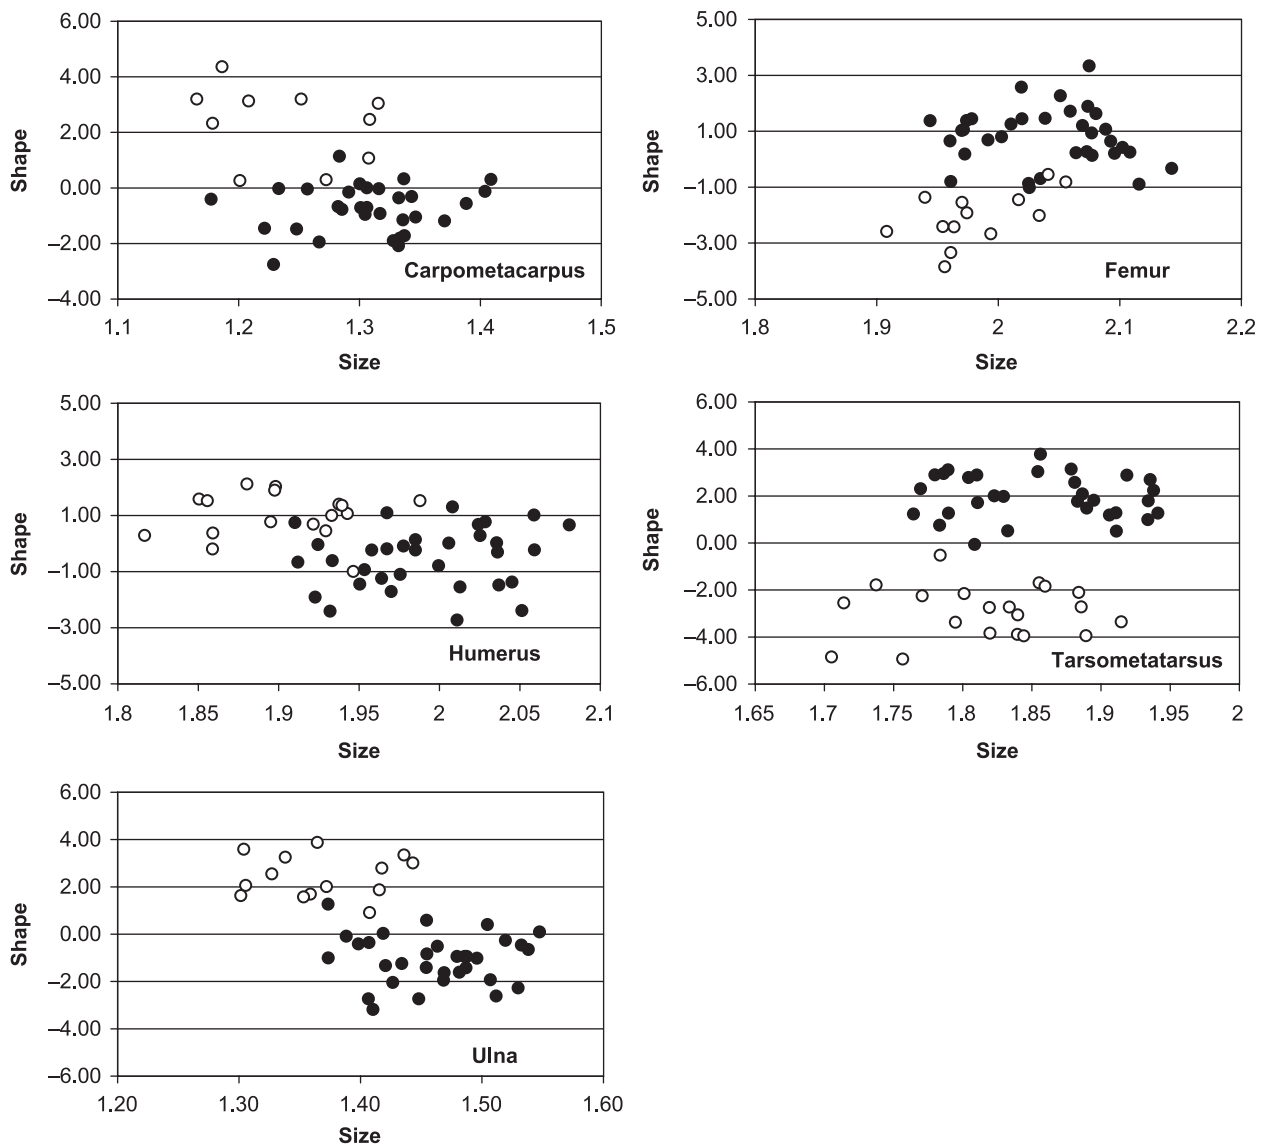 6.00
4.00
2.00
0.00
–2.00
–4.00
Shape
1.1 1.2 1.3 1.4 1.5
Size
Carpometacarpus
5.00
3.00
1.00
–1.00
–3.00
–5.00
Shape
1.8 1.9 2 2.1 2.2
Size
Femur
5.00
3.00
1.00
–1.00
–3.00
–5.00
Shape
1.8 1.85 1.9 1.95 2 2.05 2.1
Size
Humerus
6.00
4.00
2.00
0.00
–2.00
–4.00
–6.00
Shape
1.65 1.7 1.75 1.8 1.85 1.9 1.95 2
Size
Tarsometatarsus
6.00
4.00
2.00
0.00
–2.00
–4.00
–6.00
Shape
1.20 1.30 1.40 1.50 1.60
Size
Ulna